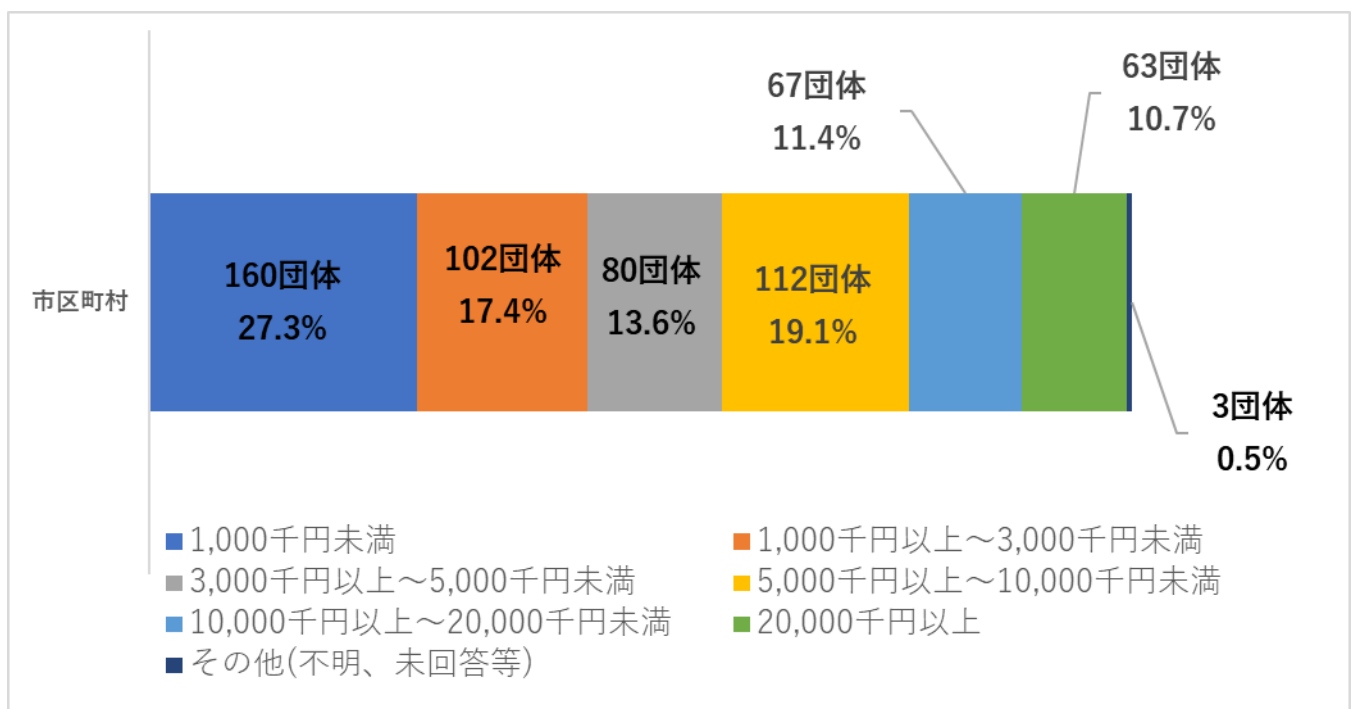 67団体
11.4%
63団体
10.7%
市区町村
160団体
27.3%
102団体
17.4%
80団体
13.6%
112団体
19.1%
3団体
0.5%
1,000千円未満
1,000千円以上～3,000千円未満
3,000千円以上～5,000千円未満
5,000千円以上～10,000千円未満
10,000千円以上～20,000千円未満
20,000千円以上
その他(不明、未回答等)